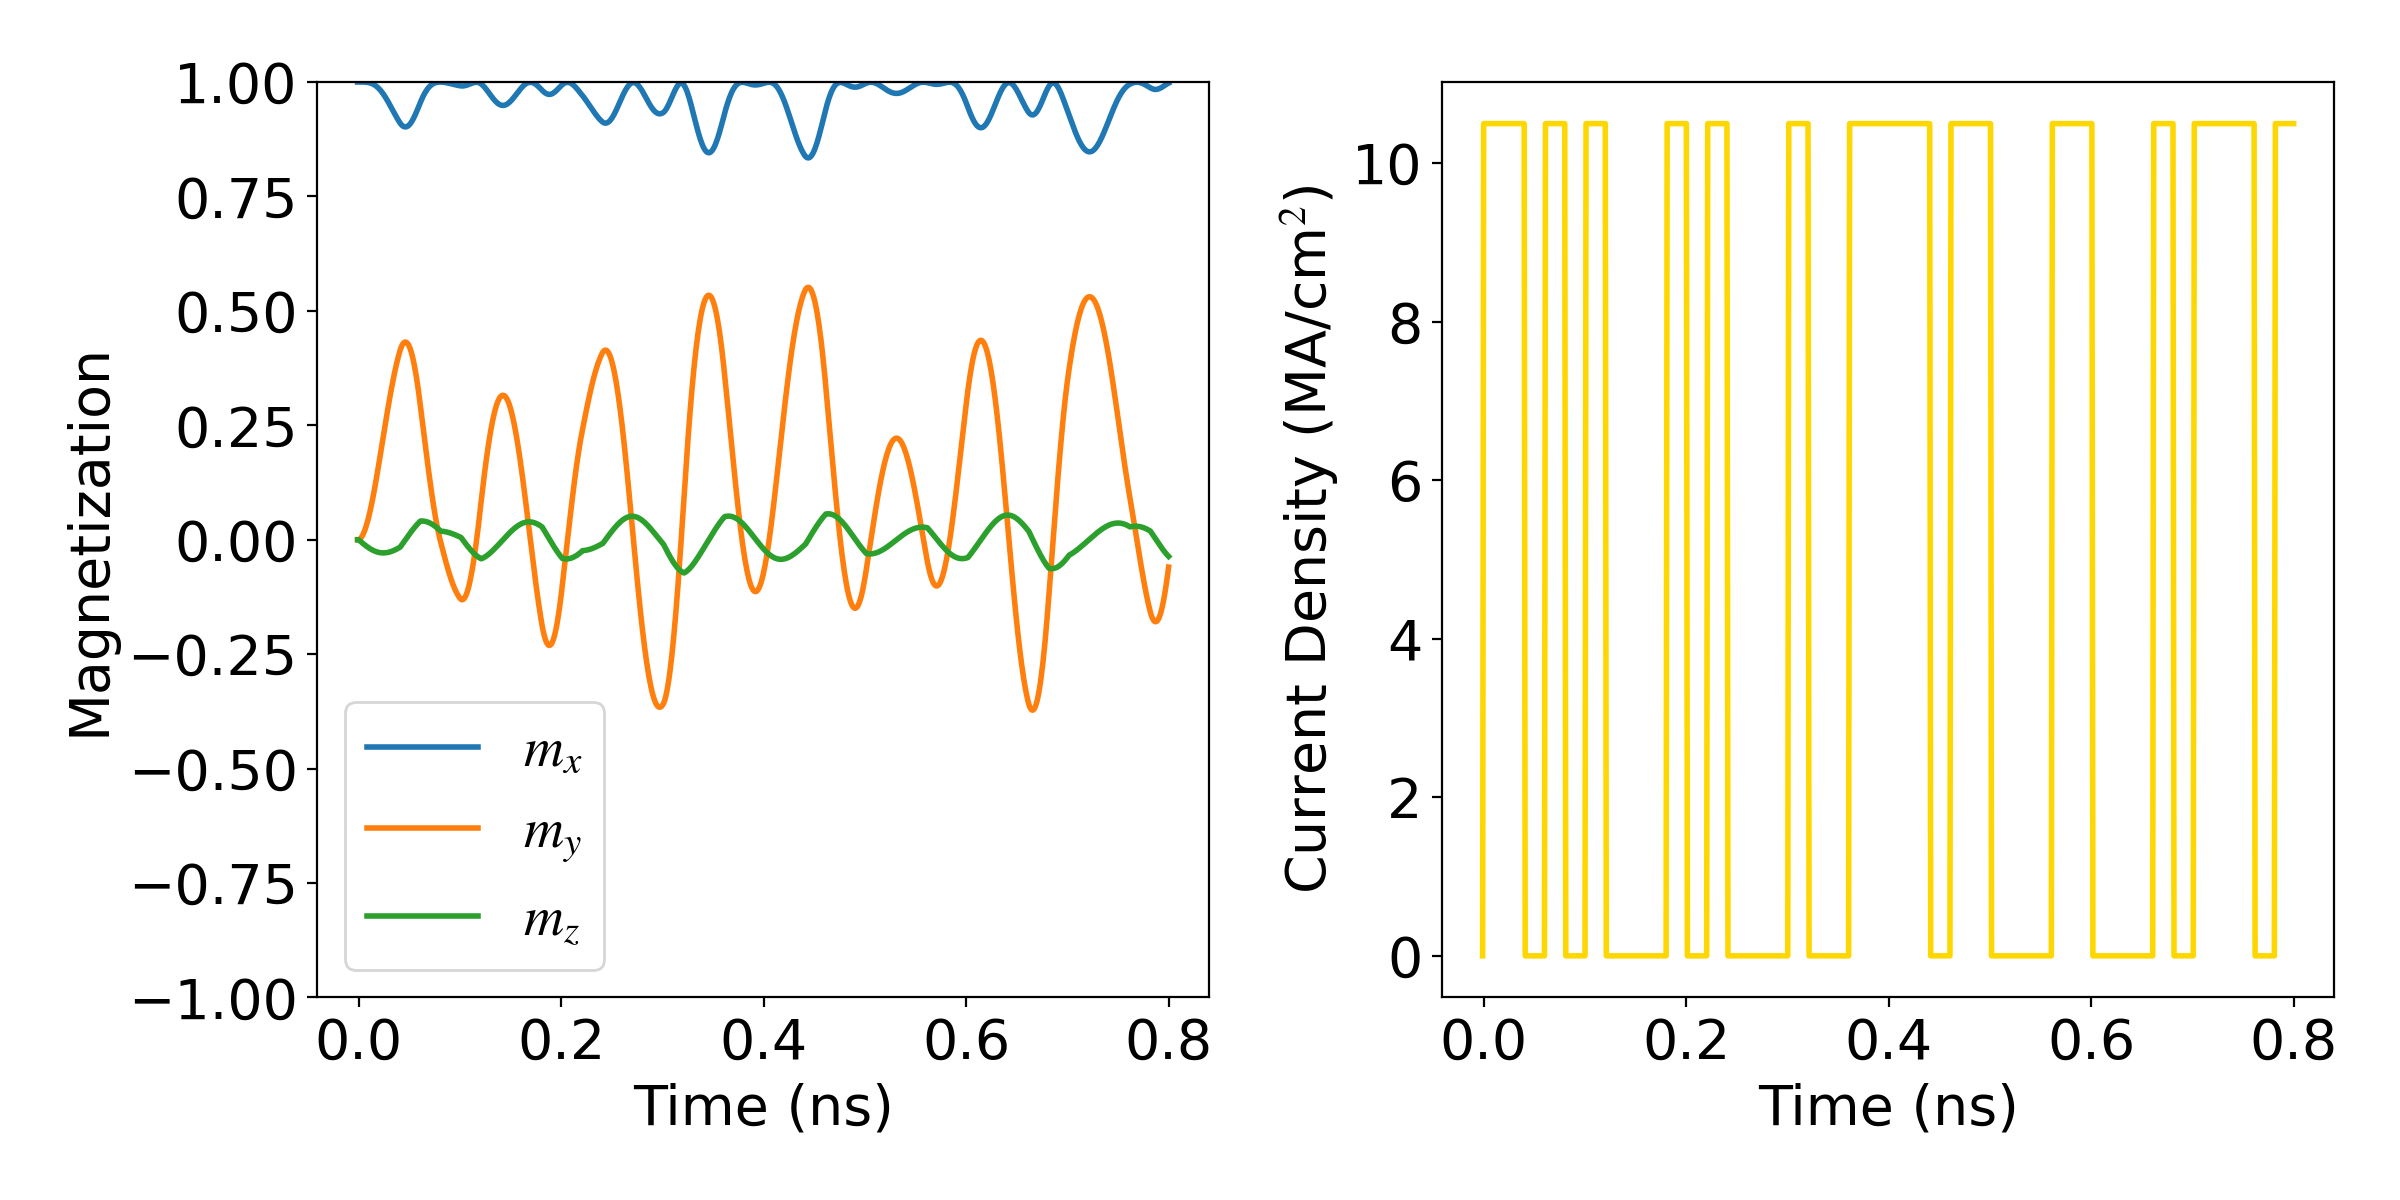 Magnetization
1.00
0.75
0.50
0.25
0.00
−0.25
−0.50
−0.75
−1.00
m_x
m_y
m_z
0.0 0.2 0.4 0.6 0.8
Time (ns)
Current Density (MA/cm²)
10
8
6
4
2
0
0.0 0.2 0.4 0.6 0.8
Time (ns)